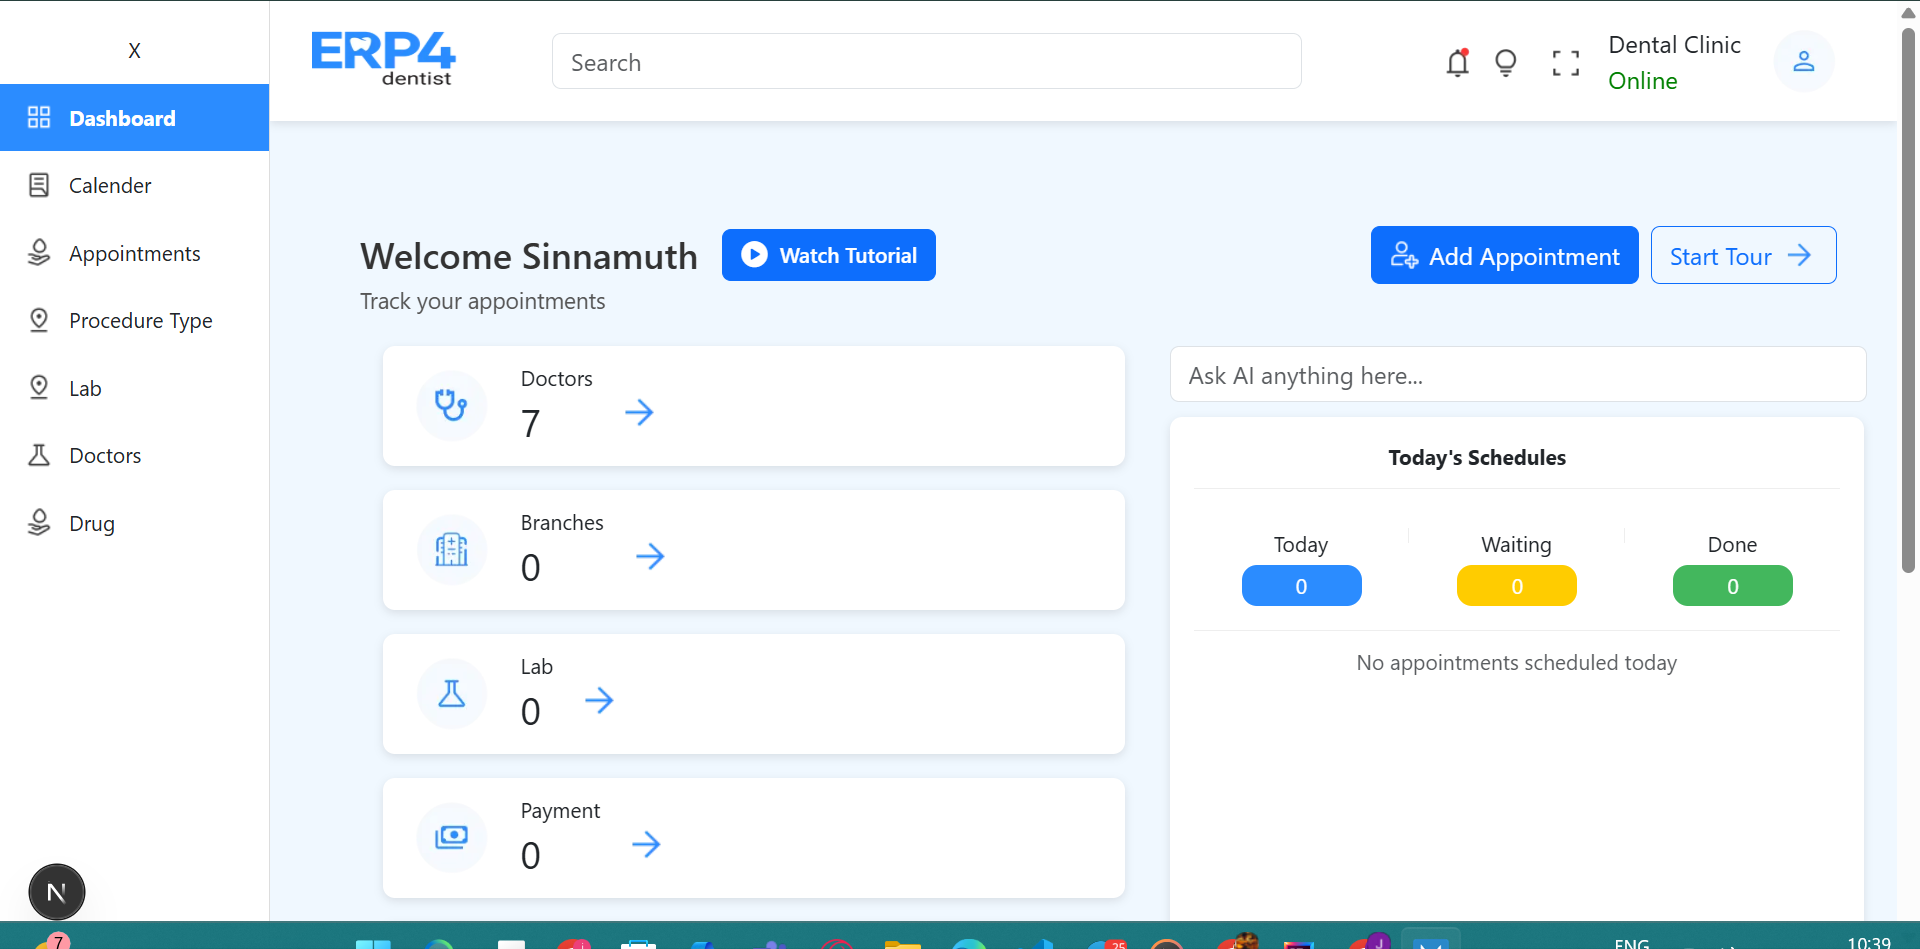 X
Dashboard
Calender
Appointments
Procedure Type
Lab
Doctors
Drug
N
ERP4
dentist
Search
Dental Clinic
Online
Welcome Sinnamuth
Watch Tutorial
Track your appointments
Add Appointment
Start Tour
Doctors
7
Branches
0
Lab
0
Payment
0
Ask AI anything here...
Today's Schedules
Today Waiting Done
0 0 0
No appointments scheduled today
7
25
J
ENG
10:39